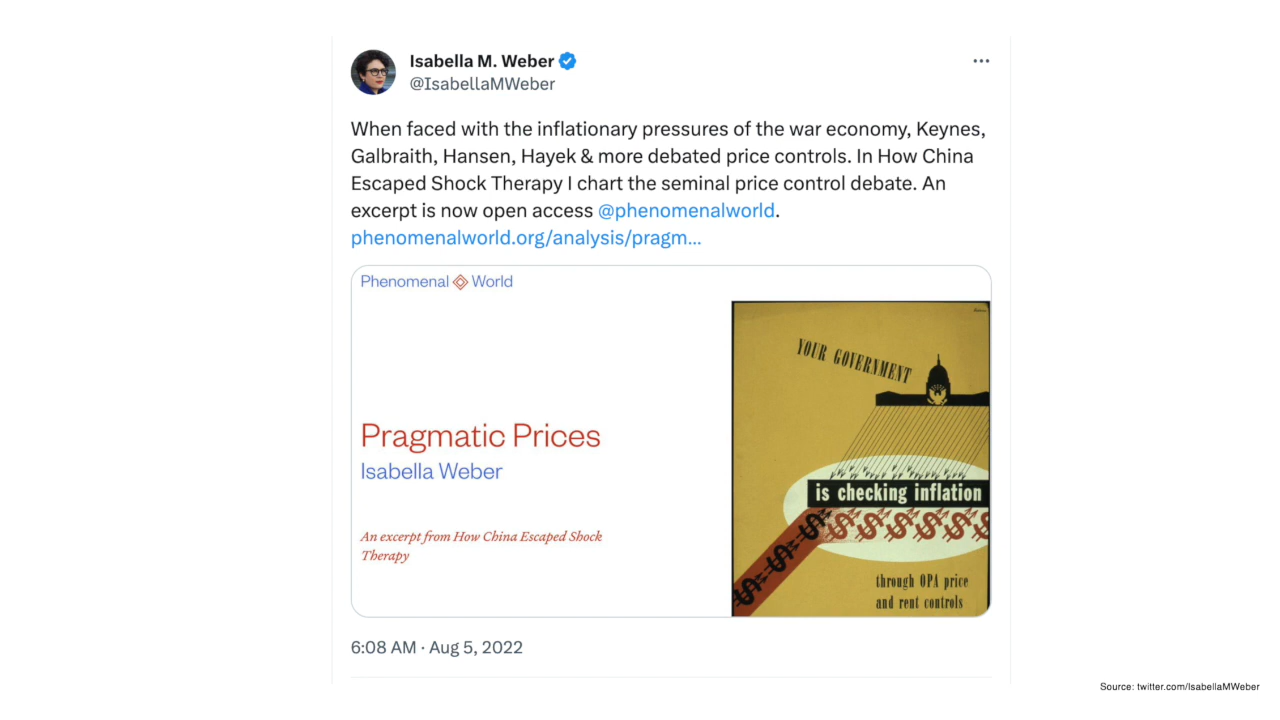 Isabella M. Weber
@IsabellaMWeber
When faced with the inflationary pressures of the war economy, Keynes,
Galbraith, Hansen, Hayek & more debated price controls. In How China
Escaped Shock Therapy I chart the seminal price control debate. An
excerpt is now open access @phenomenalworld.
phenomenalworld.org/analysis/pragm...
Phenomenal World
Pragmatic Prices
Isabella Weber
An excerpt from How China Escaped Shock
Therapy
YOUR GOVERNMENT
is checking inflation
$ $ $ $ $ $ $
$
$
through OPA price
and rent controls
6:08 AM · Aug 5, 2022
Source: twitter.com/IsabellaMWeber